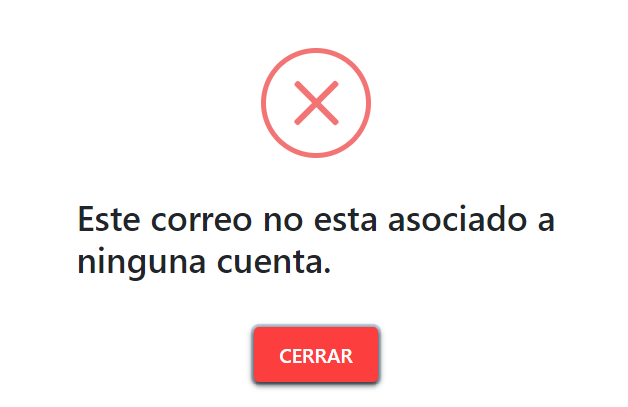 Este correo no esta asociado a
ninguna cuenta.
CERRAR